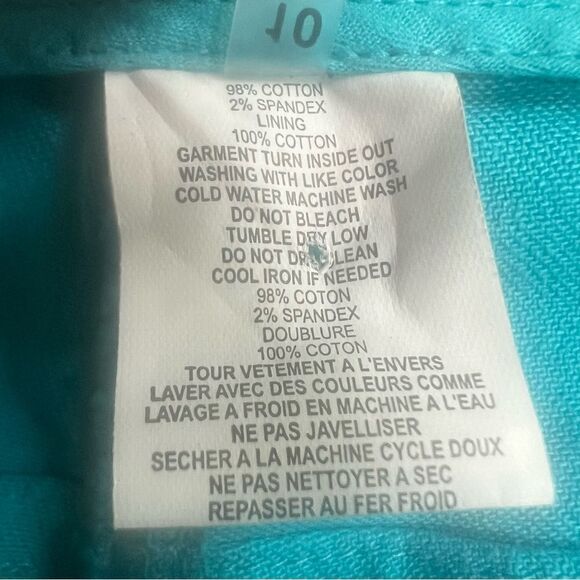 10
98% COTTON
2% SPANDEX
LINING
100% COTTON
GARMENT TURN INSIDE OUT
WASHING WITH LIKE COLOR
COLD WATER MACHINE WASH
DO NOT BLEACH
TUMBLE DRY LOW
DO NOT DRY CLEAN
COOL IRON IF NEEDED
98% COTON
2% SPANDEX
DOUBLURE
100% COTON
TOUR VETEMENT A L'ENVERS
LAVER AVEC DES COULEURS COMME
LAVAGE A FROID EN MACHINE A L'EAU
NE PAS JAVELLISER
SECHER A LA MACHINE CYCLE DOUX
NE PAS NETTOYER A SEC
REPASSER AU FER FROID